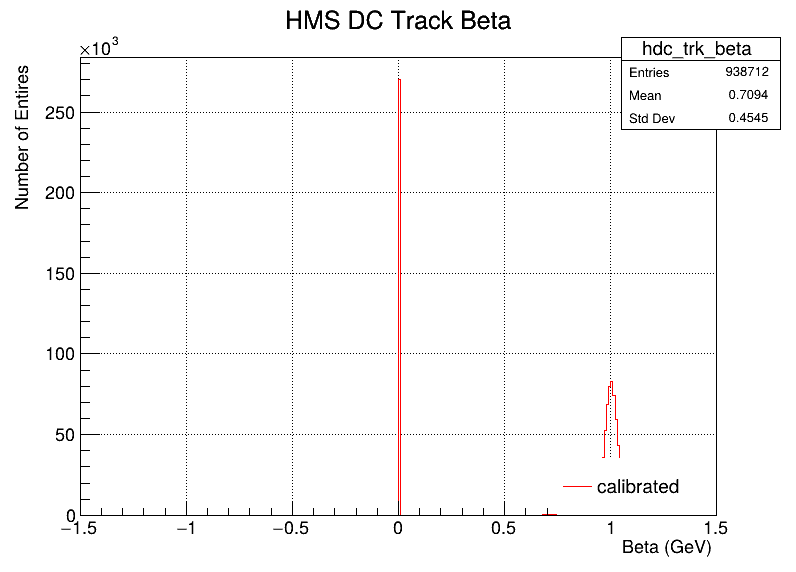 HMS DC Track Beta
×10³
hdc_trk_beta
Entries 938712
Mean 0.7094
Std Dev 0.4545
Number of Entires
250
200
150
100
50
0
calibrated
−1.5 −1 −0.5 0 0.5 1 1.5
Beta (GeV)